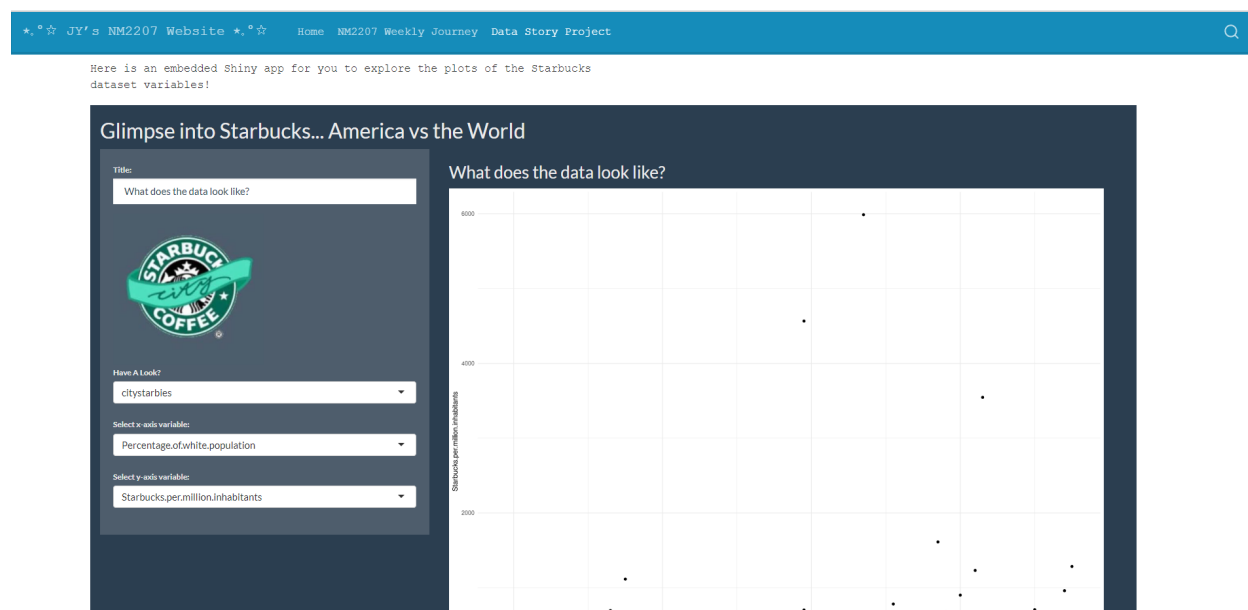 ⋆｡°☆ JY's NM2207 Website ⋆｡°☆ Home NM2207 Weekly Journey Data Story Project
Here is an embedded Shiny app for you to explore the plots of the Starbucks
dataset variables!
Glimpse into Starbucks... America vs the World
Title:
What does the data look like?
STARBUCK
city
COFFEE
®
Have A Look?
citystarbies
Select x-axis variable:
Percentage.of.white.population
Select y-axis variable:
Starbucks.per.million.inhabitants
What does the data look like?
6000
4000
2000
Starbucks.per.million.inhabitants